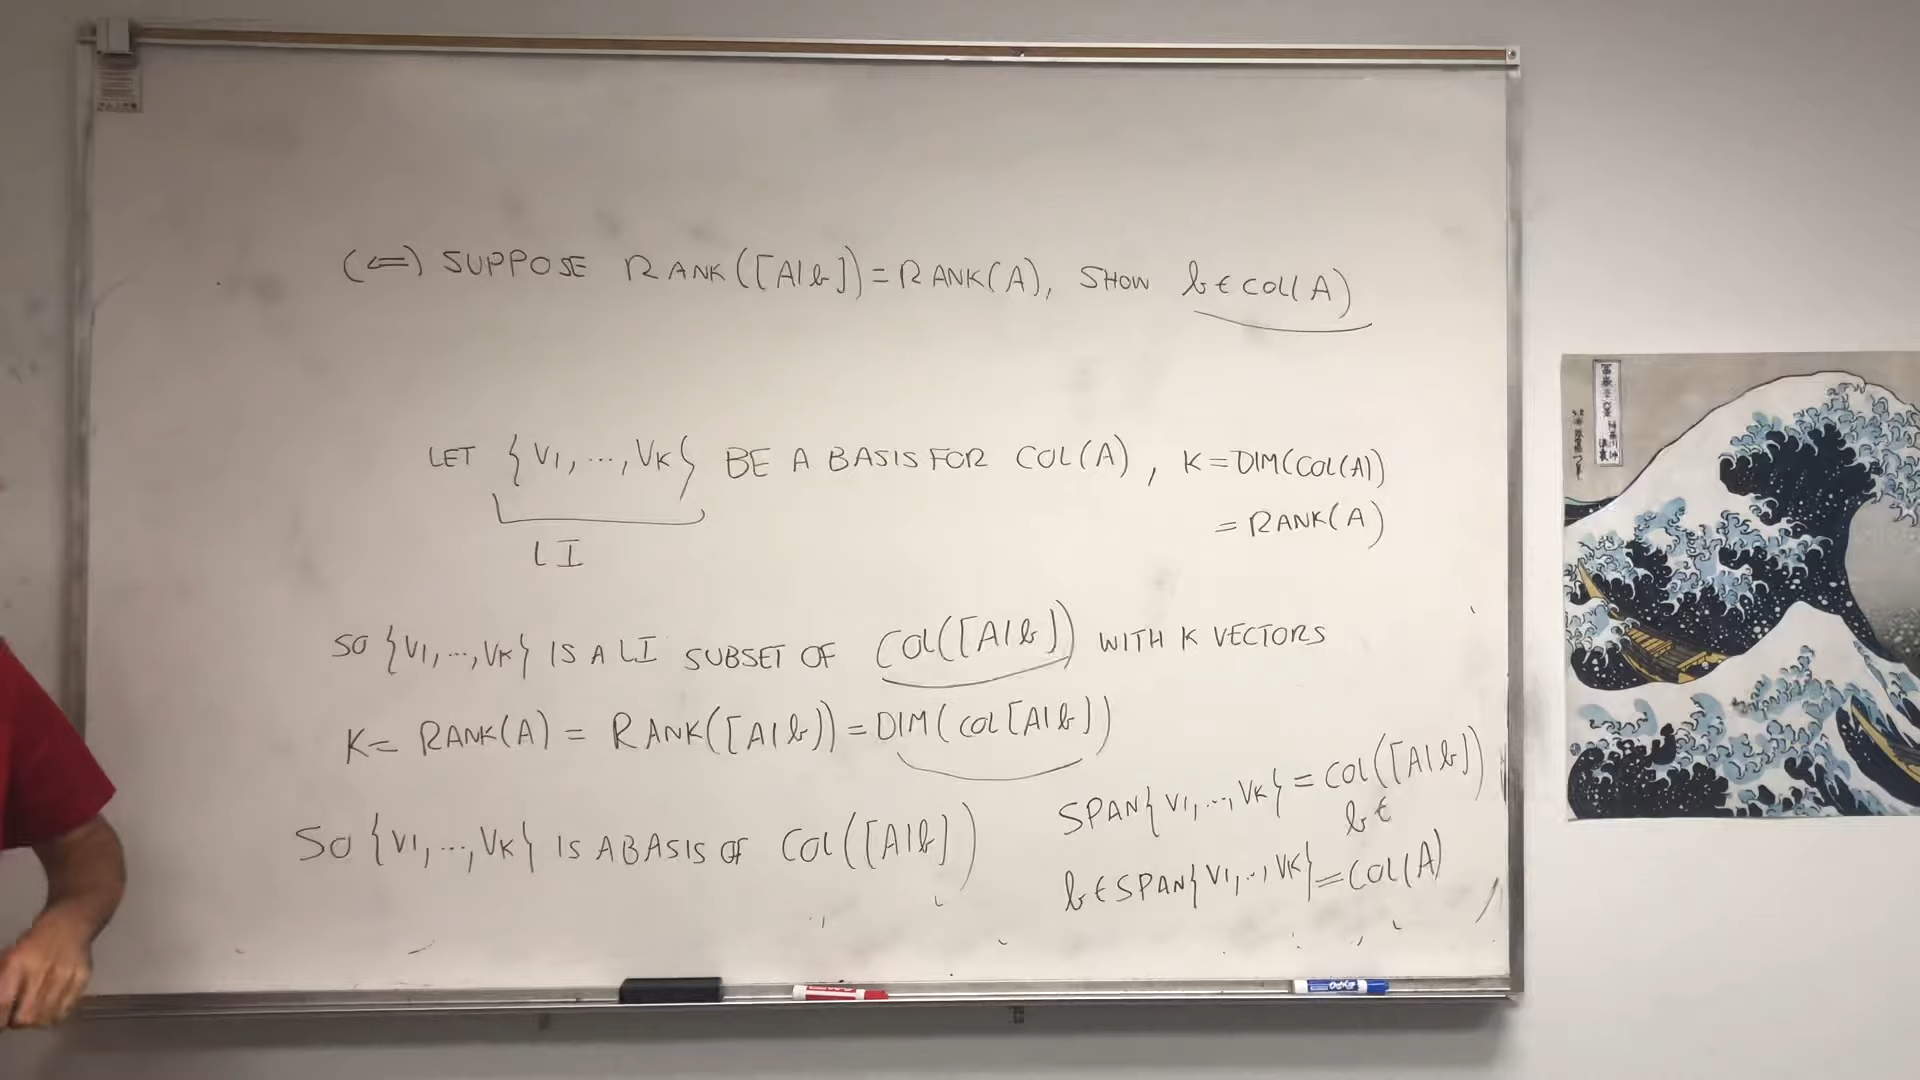 (⇐) SUPPOSE RANK([A|b]) = RANK(A), SHOW b ∈ COL(A)
LET {V1, ..., VK} BE A BASIS FOR COL(A), K = DIM(COL(A))
= RANK(A)
LI
SO {V1, ..., VK} IS A LI SUBSET OF COL([A|b]) WITH K VECTORS
K = RANK(A) = RANK([A|b]) = DIM(COL[A|b])
SO {V1, ..., VK} IS A BASIS OF COL([A|b])
SPAN{V1, ..., VK} = COL([A|b])
b ∈
b ∈ SPAN{V1, .., VK} = COL(A)
EXPO